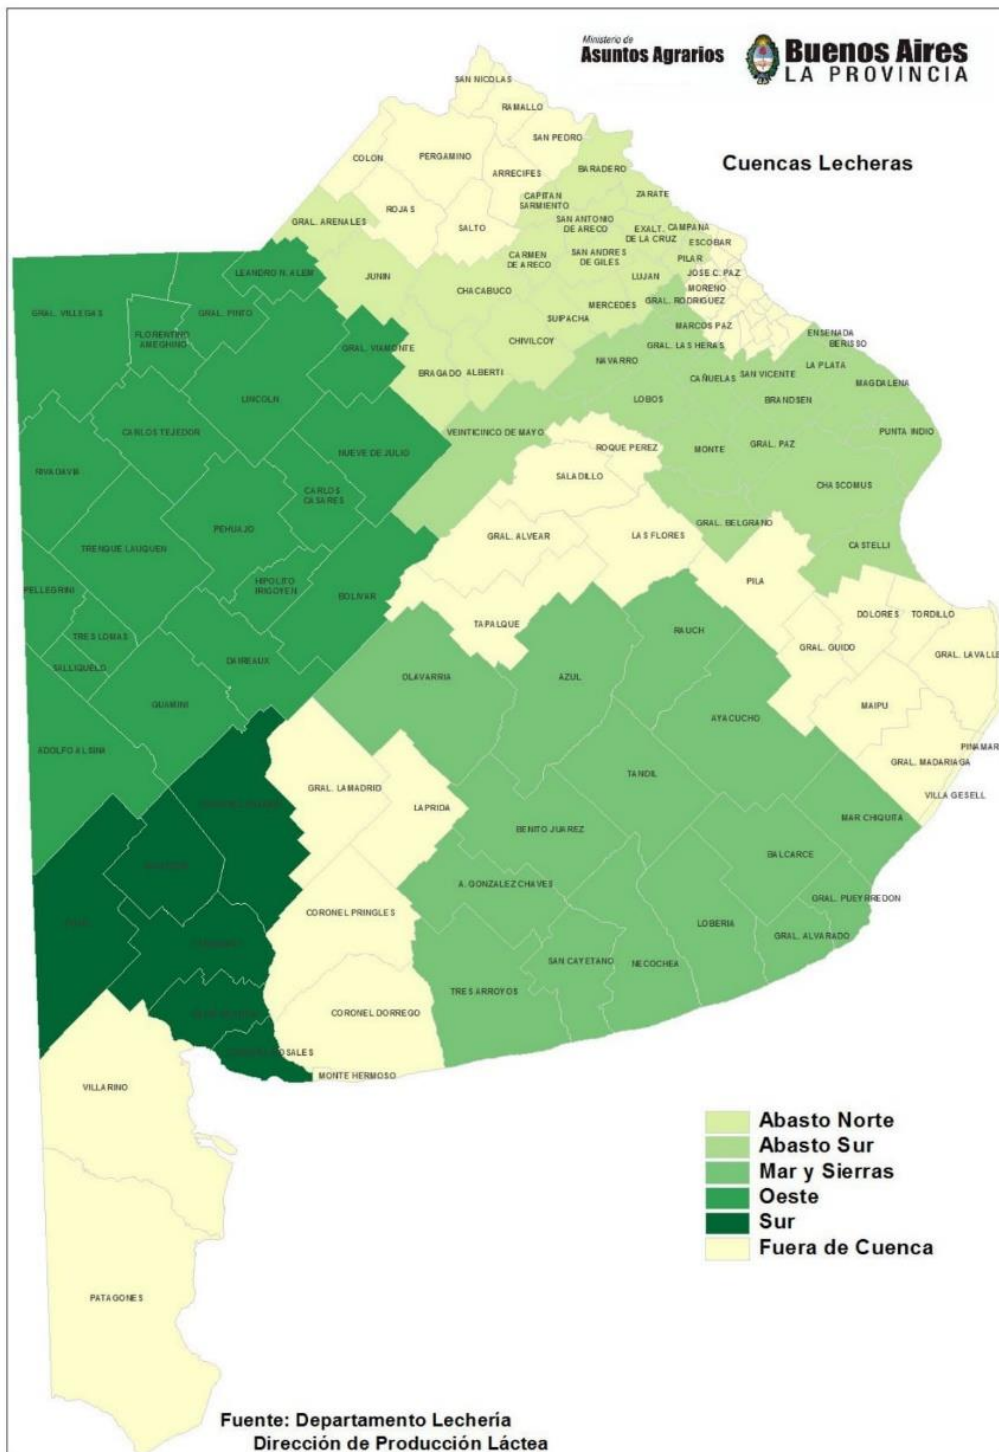 Ministerio de
Asuntos Agrarios
Buenos Aires
LA PROVINCIA
Cuencas Lecheras
SAN NICOLAS
RAMALLO
SAN PEDRO
COLON
PERGAMINO
ARRECIFES
BARADERO
ZARATE
CAPITAN
SARMIENTO
ROJAS
SALTO
GRAL. ARENALES
SAN ANTONIO
DE ARECO
EXALT.
DE LA CRUZ
CAMPANA
ESCOBAR
LEANDRO N. ALEM
JUNIN
CARMEN
DE ARECO
SAN ANDRES
DE GILES
PILAR
LUJAN
JOSE C. PAZ
MORENO
CHACABUCO
GRAL. RODRIGUEZ
MERCEDES
GRAL. VILLEGAS
GRAL. PINTO
SUIPACHA
MARCOS PAZ
FLORENTINO
AMEGHINO
GRAL. VIAMONTE
CHIVILCOY
GRAL. LAS HERAS
ENSENADA
BERISSO
NAVARRO
LA PLATA
BRAGADO
ALBERTI
CAÑUELAS
SAN VICENTE
MAGDALENA
LINCOLN
LOBOS
BRANDSEN
CARLOS TEJEDOR
VEINTICINCO DE MAYO
PUNTA INDIO
NUEVE DE JULIO
ROQUE PEREZ
MONTE
GRAL. PAZ
RIVADAVIA
SALADILLO
CHASCOMUS
CARLOS
CASARES
PEHUAJO
GRAL. BELGRANO
GRAL. ALVEAR
LAS FLORES
CASTELLI
TRENQUE LAUQUEN
PELLEGRINI
HIPOLITO
IRIGOYEN
BOLIVAR
PILA
DOLORES
TORDILLO
TAPALQUE
RAUCH
TRES LOMAS
GRAL. GUIDO
GRAL. LAVALLE
SALLIQUELO
DAIREAUX
OLAVARRIA
AZUL
GUAMINI
MAIPU
AYACUCHO
ADOLFO ALSINA
PINAMAR
GRAL. MADARIAGA
TANDIL
GRAL. LAMADRID
VILLA GESELL
LAPRIDA
MAR CHIQUITA
BENITO JUAREZ
BALCARCE
A. GONZALEZ CHAVES
GRAL. PUEYRREDON
CORONEL PRINGLES
LOBERIA
GRAL. ALVARADO
SAN CAYETANO
NECOCHEA
TRES ARROYOS
CORONEL DORREGO
ROSALES
MONTE HERMOSO
VILLARINO
PATAGONES
Abasto Norte
Abasto Sur
Mar y Sierras
Oeste
Sur
Fuera de Cuenca
Fuente: Departamento Lechería
Dirección de Producción Láctea